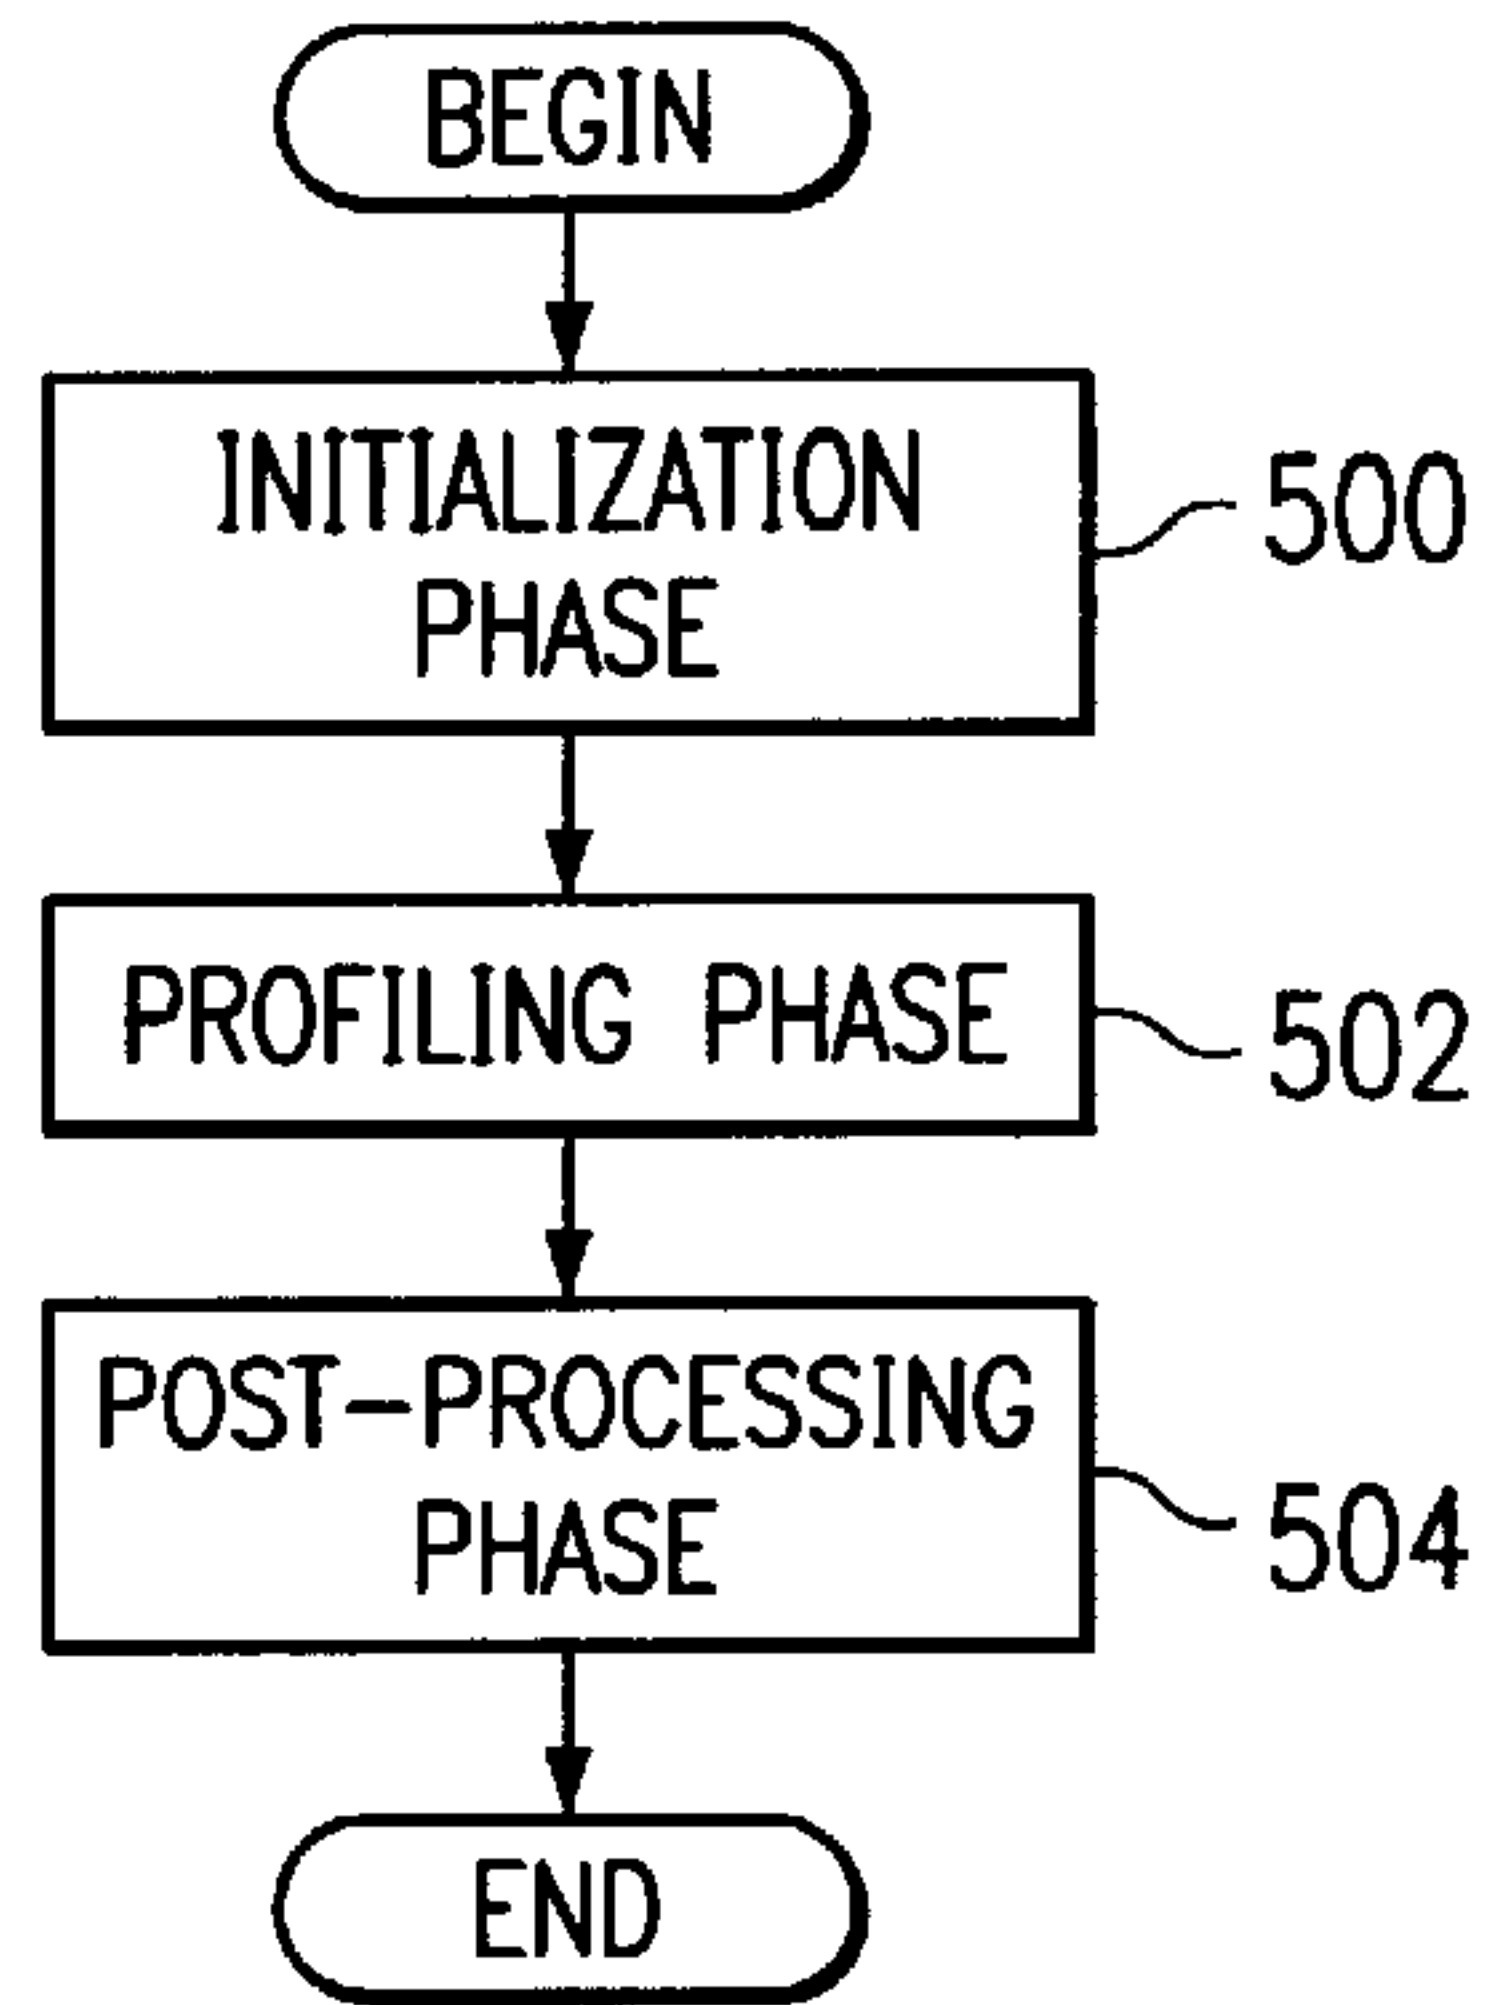 BEGIN
INITIALIZATION
PHASE
500
PROFILING PHASE
502
POST-PROCESSING
PHASE
504
END